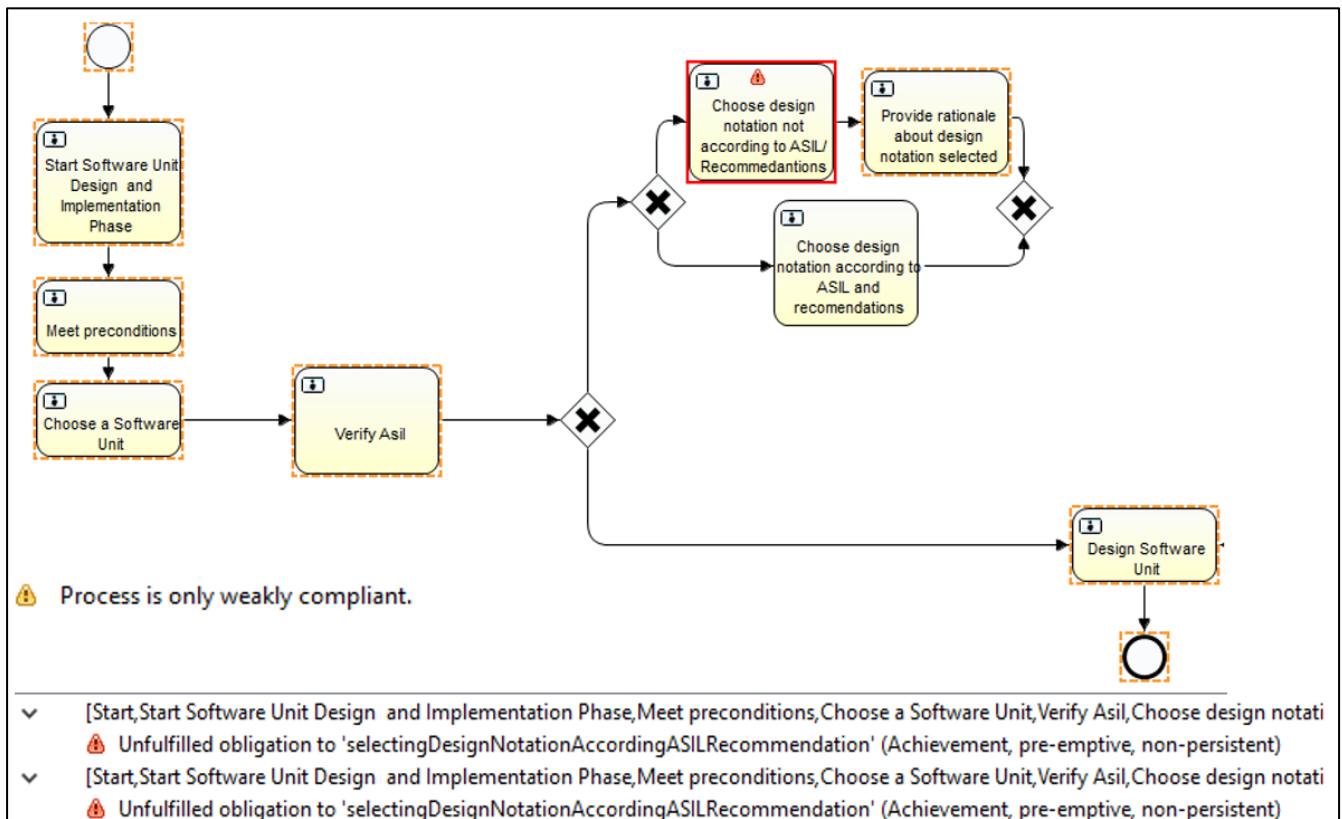 Start Software Unit
Design and
Implementation
Phase
Meet preconditions
Choose a Software
Unit
Verify Asil
Choose design
notation not
according to ASIL/
Recommedantions
Provide rationale
about design
notation selected
Choose design
notation according to
ASIL and
recomendations
Design Software
Unit
Process is only weakly compliant.
[Start,Start Software Unit Design and Implementation Phase,Meet preconditions,Choose a Software Unit,Verify Asil,Choose design notati
Unfulfilled obligation to 'selectingDesignNotationAccordingASILRecommendation' (Achievement, pre-emptive, non-persistent)
[Start,Start Software Unit Design and Implementation Phase,Meet preconditions,Choose a Software Unit,Verify Asil,Choose design notati
Unfulfilled obligation to 'selectingDesignNotationAccordingASILRecommendation' (Achievement, pre-emptive, non-persistent)